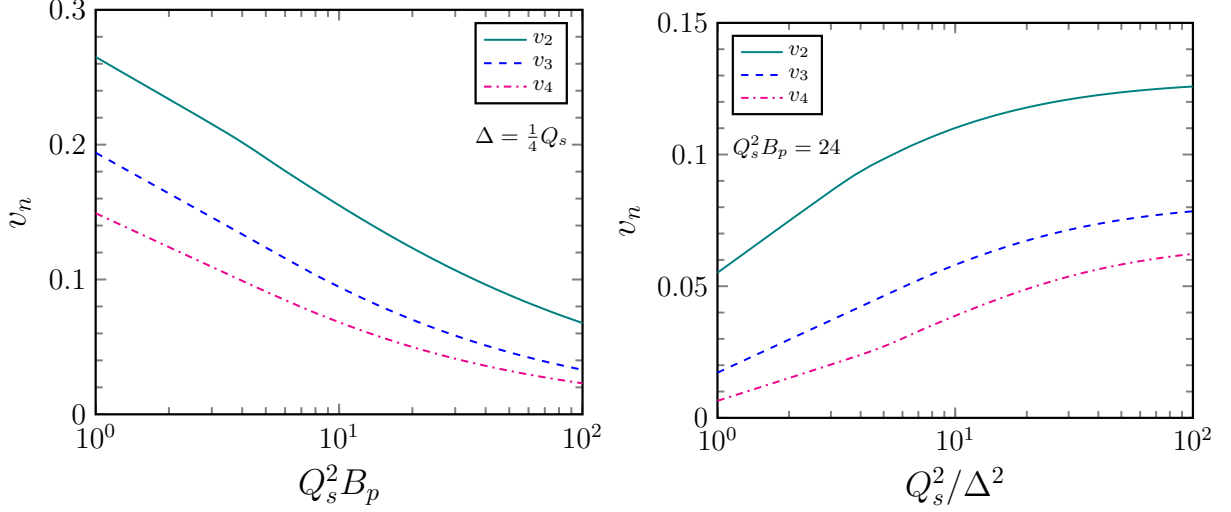 0.3
0.2
0.1
0
v_n
v_2
v_3
v_4
Δ = 1/4 Q_s
10^0
10^1
10^2
Q_s^2 B_p
0.15
0.1
0.05
0
v_n
v_2
v_3
v_4
Q_s^2 B_p = 24
10^0
10^1
10^2
Q_s^2/Δ^2